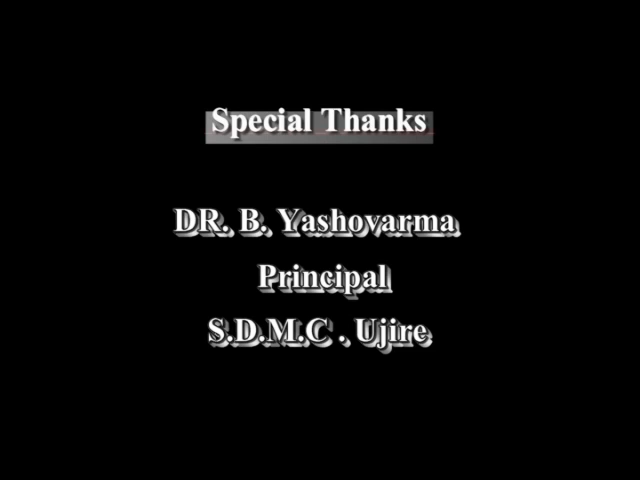 Special Thanks
DR. B. Yashovarma
Principal
S.D.M.C . Ujire